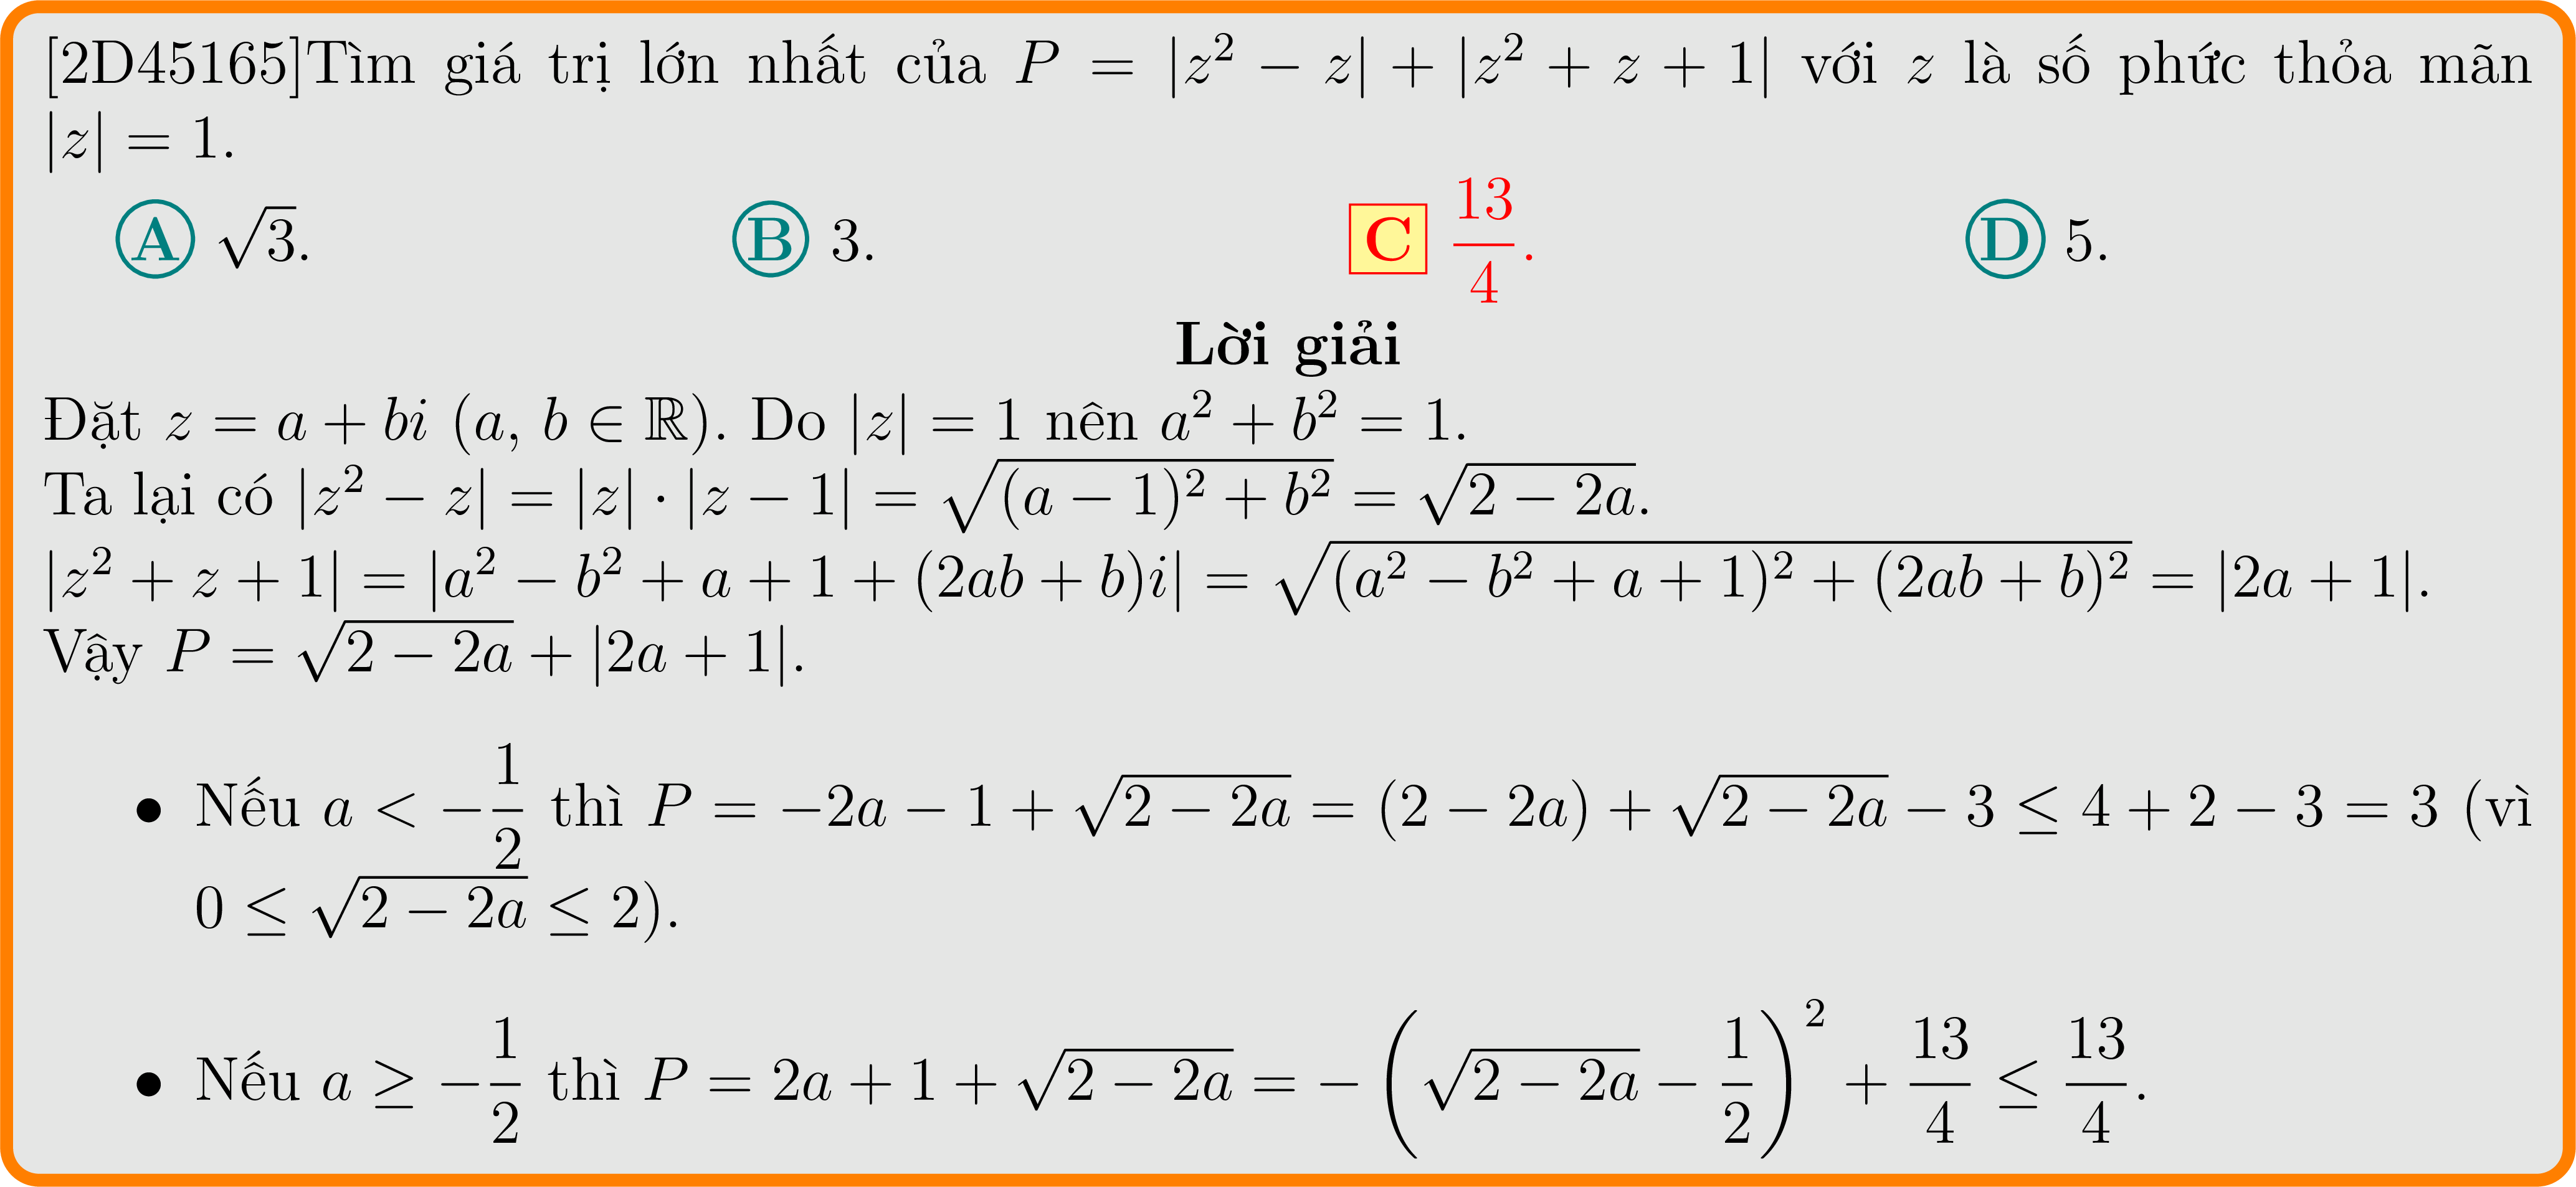 [2D45165]Tìm giá trị lớn nhất của P = |z² − z| + |z² + z + 1| với z là số phức thỏa mãn
|z| = 1.
A √3. B 3. C 13/4. D 5.
Lời giải
Đặt z = a + bi (a, b ∈ ℝ). Do |z| = 1 nên a² + b² = 1.
Ta lại có |z² − z| = |z| · |z − 1| = √((a − 1)² + b²) = √(2 − 2a).
|z² + z + 1| = |a² − b² + a + 1 + (2ab + b)i| = √((a² − b² + a + 1)² + (2ab + b)²) = |2a + 1|.
Vậy P = √(2 − 2a) + |2a + 1|.
• Nếu a < −1/2 thì P = −2a − 1 + √(2 − 2a) = (2 − 2a) + √(2 − 2a) − 3 ≤ 4 + 2 − 3 = 3 (vì
0 ≤ √(2 − 2a) ≤ 2).
• Nếu a ≥ −1/2 thì P = 2a + 1 + √(2 − 2a) = −(√(2 − 2a) − 1/2)² + 13/4 ≤ 13/4.